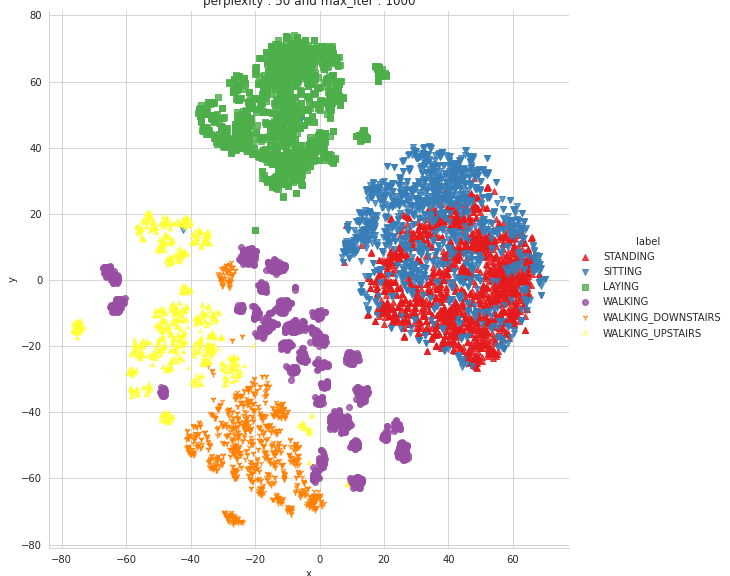 perplexity : 50 and max_iter : 1000
80
60
40
20
0
−20
−40
−60
−80
y
−80 −60 −40 −20 0 20 40 60
x
label
STANDING
SITTING
LAYING
WALKING
WALKING_DOWNSTAIRS
WALKING_UPSTAIRS